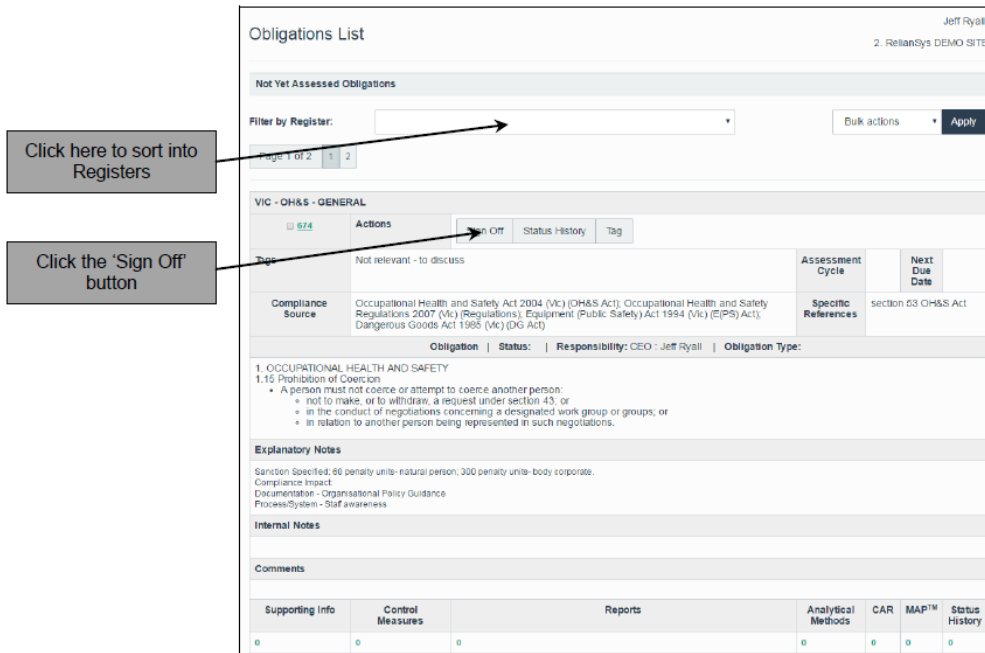 Jeff Ryall
Obligations List
2. RelianSys DEMO SITE
Not Yet Assessed Obligations
Filter by Register:
Bulk actions
Apply
Click here to sort into
Registers
Page 1 of 2 1 2
VIC - OH&S - GENERAL
674 Actions Sign Off Status History Tag
Click the ‘Sign Off’
button
Tags Not relevant - to discuss Assessment
Cycle Next
Due
Date
Compliance
Source
Occupational Health and Safety Act 2004 (Vic) (OH&S Act); Occupational Health and Safety
Regulations 2007 (Vic) (Regulations); Equipment (Public Safety) Act 1994 (Vic) (E(PS) Act);
Dangerous Goods Act 1985 (Vic) (DG Act)
Specific
References
section 53 OH&S Act
Obligation | Status: | Responsibility: CEO : Jeff Ryall | Obligation Type:
1. OCCUPATIONAL HEALTH AND SAFETY
1.15 Prohibition of Coercion
• A person must not coerce or attempt to coerce another person:
◦ not to make, or to withdraw, a request under section 43; or
◦ in the conduct of negotiations concerning a designated work group or groups; or
◦ in relation to another person being represented in such negotiations.
Explanatory Notes
Sanction Specified; 60 penalty units- natural person; 300 penalty units- body corporate.
Compliance Impact:
Documentation - Organisational Policy Guidance
Process/System - Staff awareness
Internal Notes
Comments
Supporting Info Control
Measures Reports Analytical
Methods CAR MAP™ Status
History
0 0 0 0 0 0 0